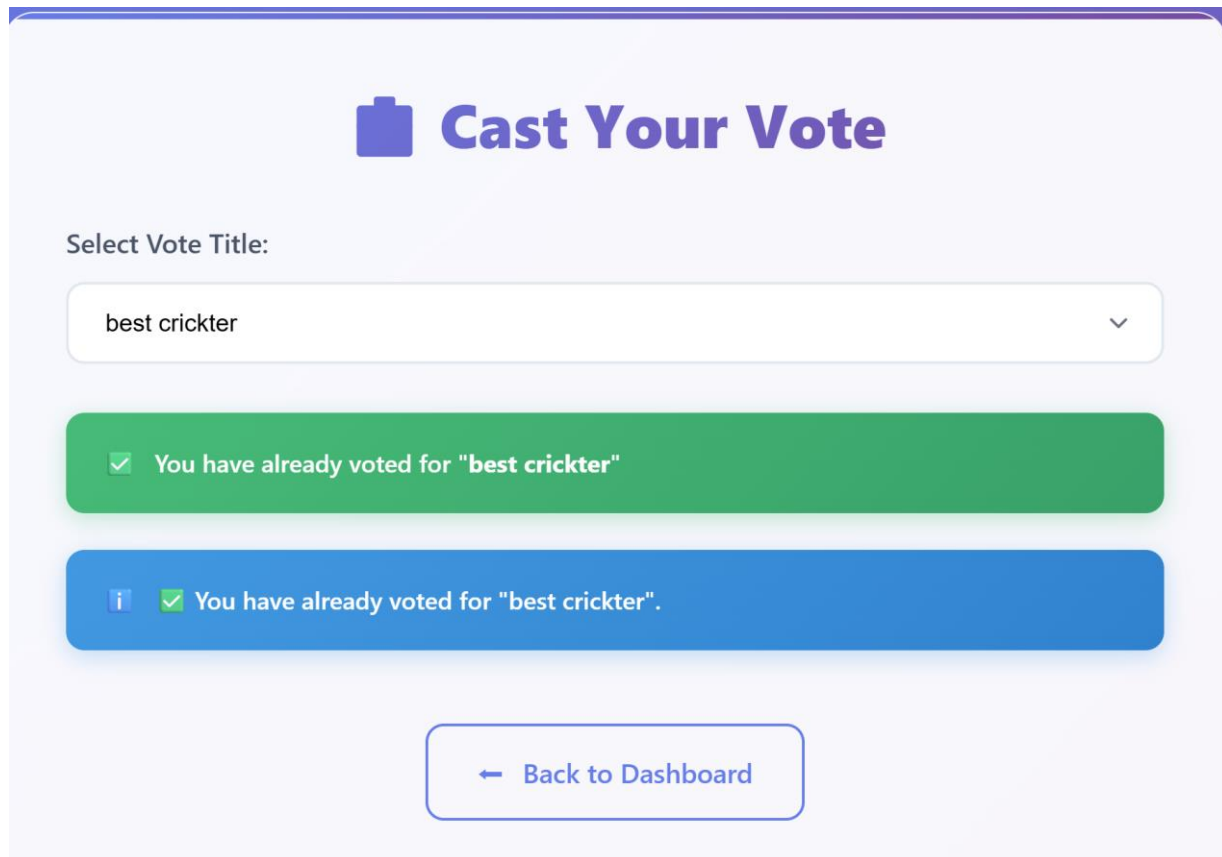 Cast Your Vote
Select Vote Title:
best crickter
✅ You have already voted for "best crickter"
ℹ️ ✅ You have already voted for "best crickter".
← Back to Dashboard